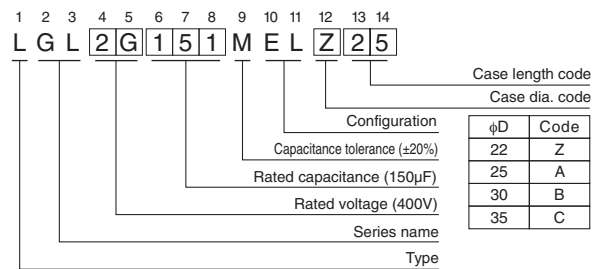 1 2 3 4 5 6 7 8 9 10 11 12 13 14
L G L 2 G 1 5 1 M E L Z 2 5
Case length code
Case dia. code
Configuration
Capacitance tolerance (±20%)
Rated capacitance (150µF)
Rated voltage (400V)
Series name
Type
ϕD Code
22 Z
25 A
30 B
35 C